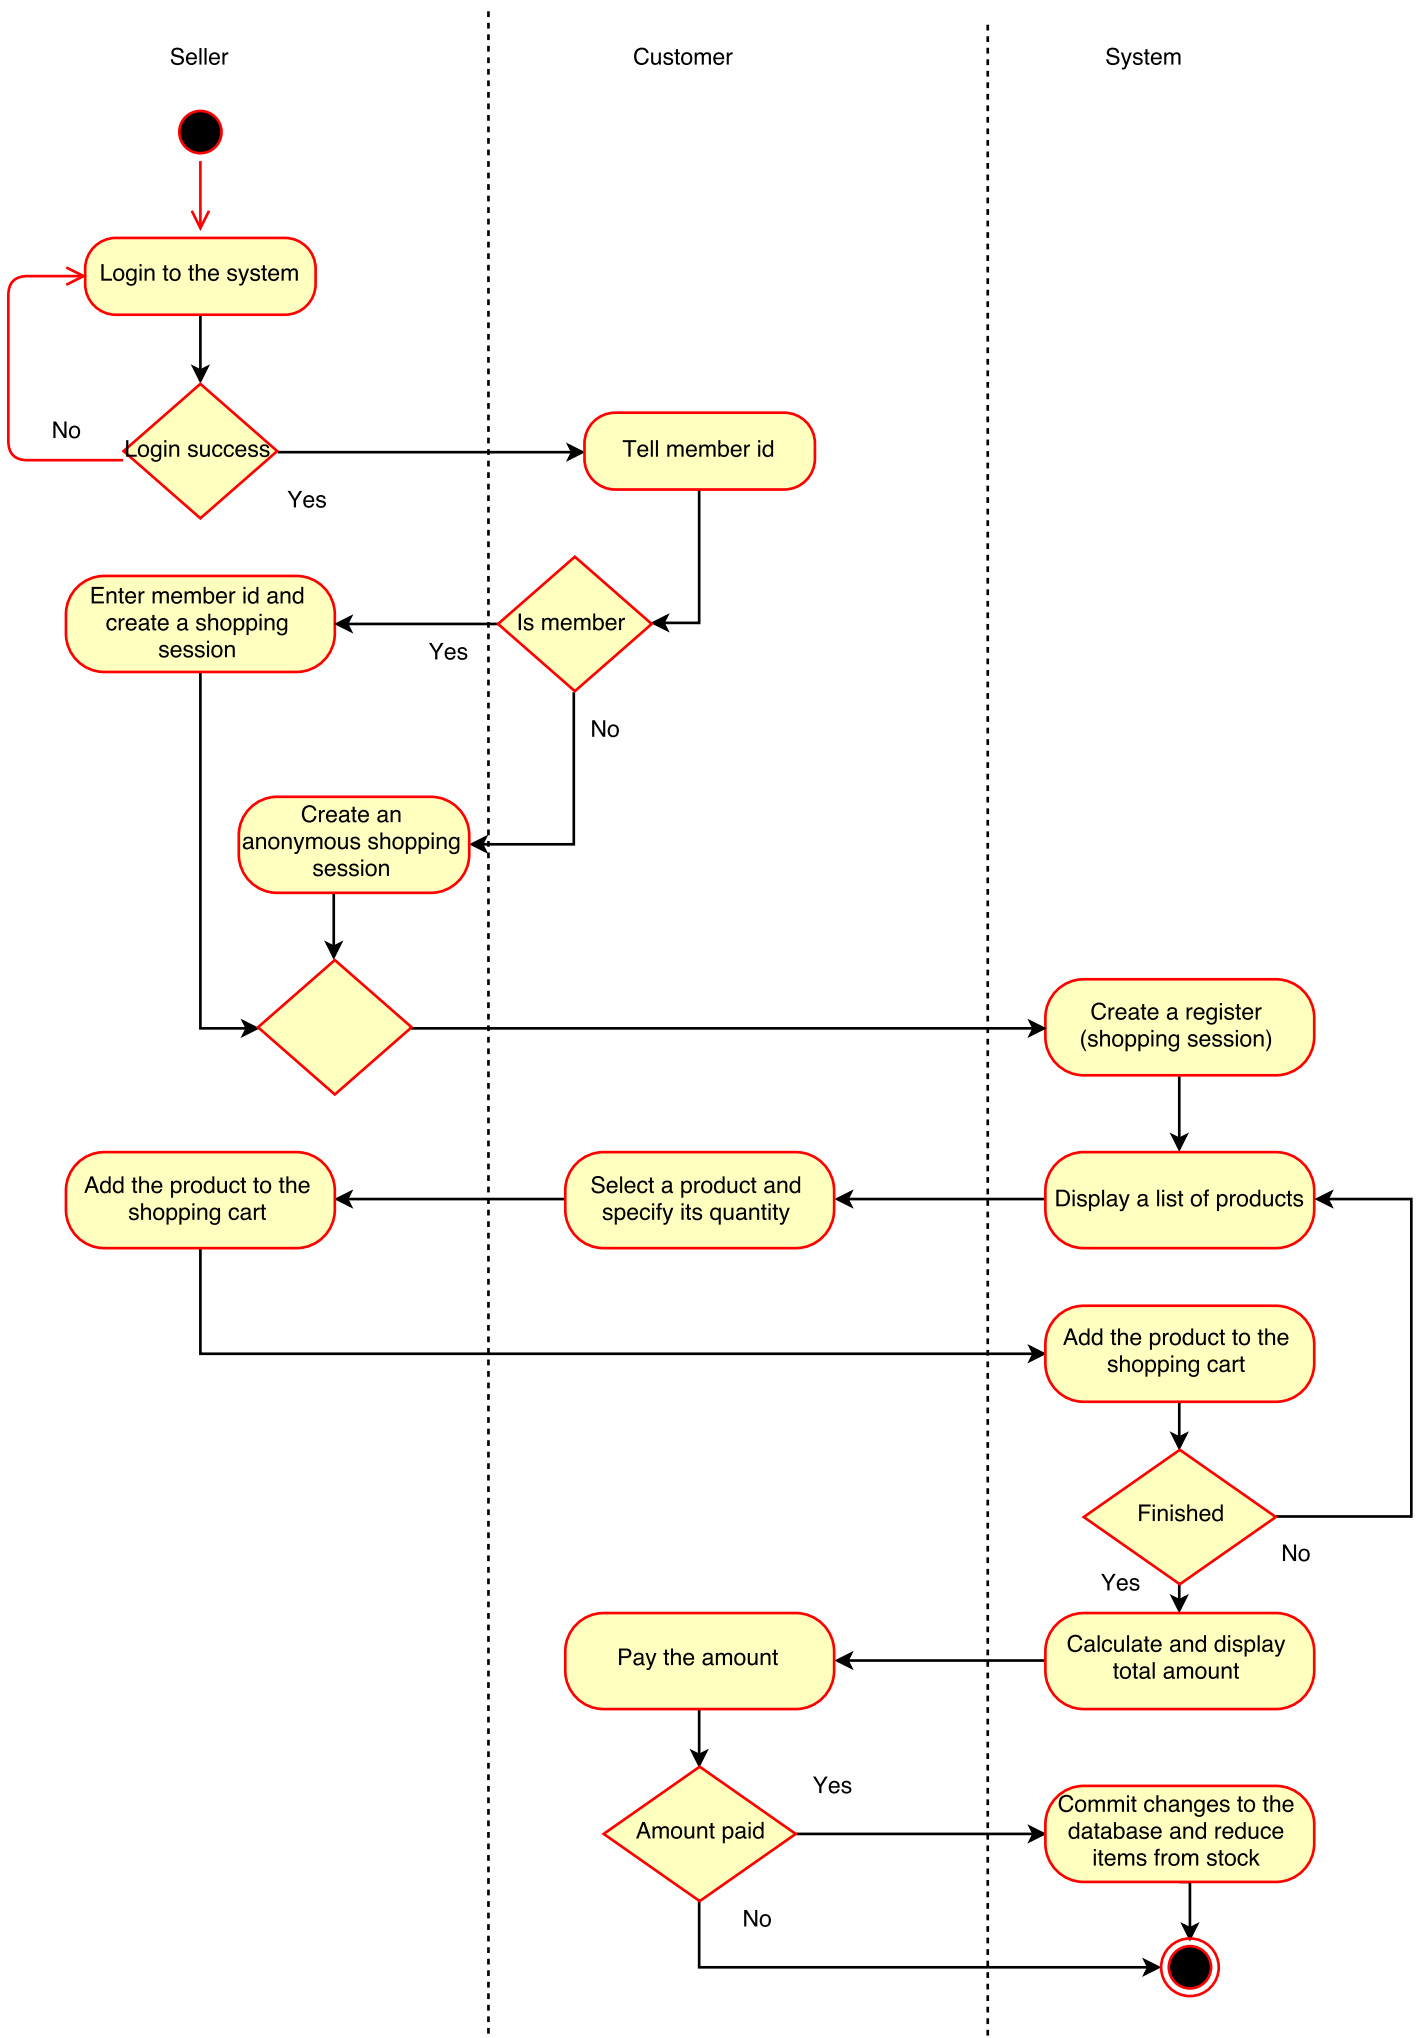 Seller
Customer
System
Login to the system
No
Login success
Yes
Tell member id
Enter member id and
create a shopping
session
Yes
Is member
No
Create an
anonymous shopping
session
Create a register
(shopping session)
Add the product to the
shopping cart
Select a product and
specify its quantity
Display a list of products
Add the product to the
shopping cart
Finished
No
Yes
Pay the amount
Calculate and display
total amount
Yes
Amount paid
Commit changes to the
database and reduce
items from stock
No